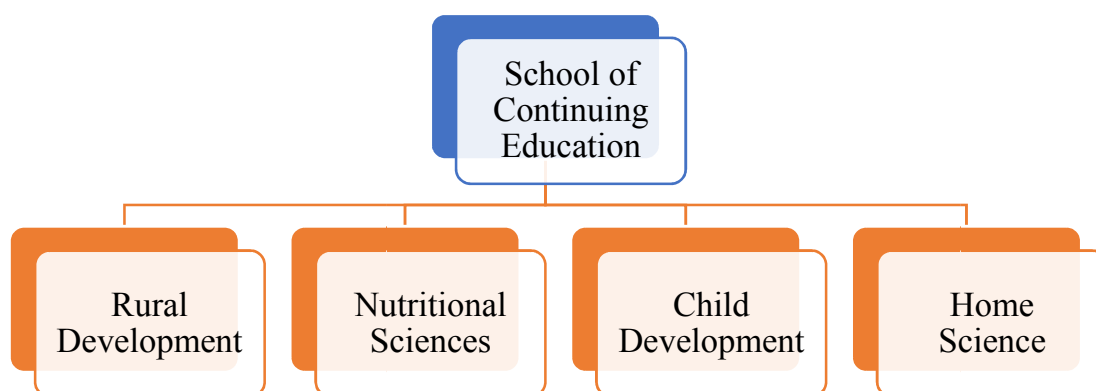 School of
Continuing
Education
Rural
Development
Nutritional
Sciences
Child
Development
Home
Science